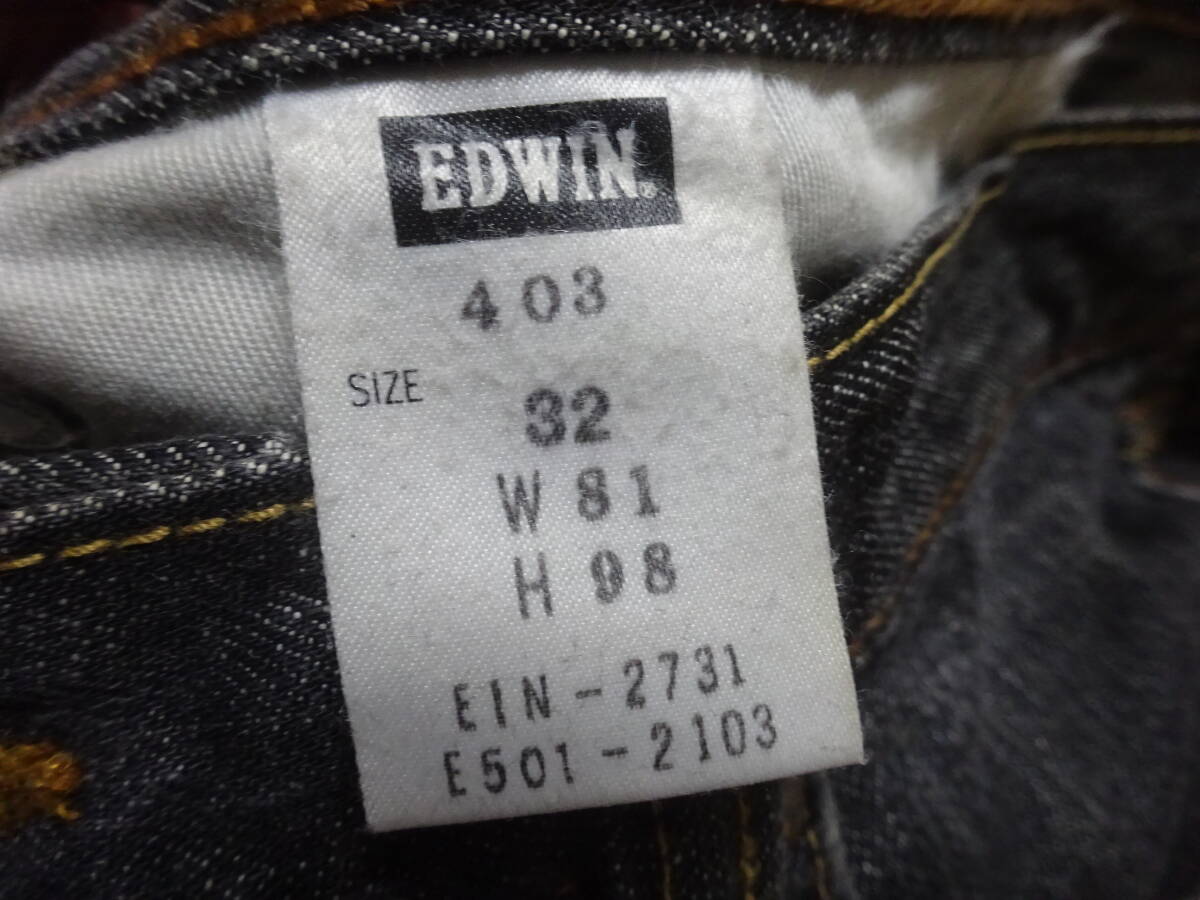 EDWIN.
403
SIZE 32
W 81
H 98
EIN-2731
E501-2103